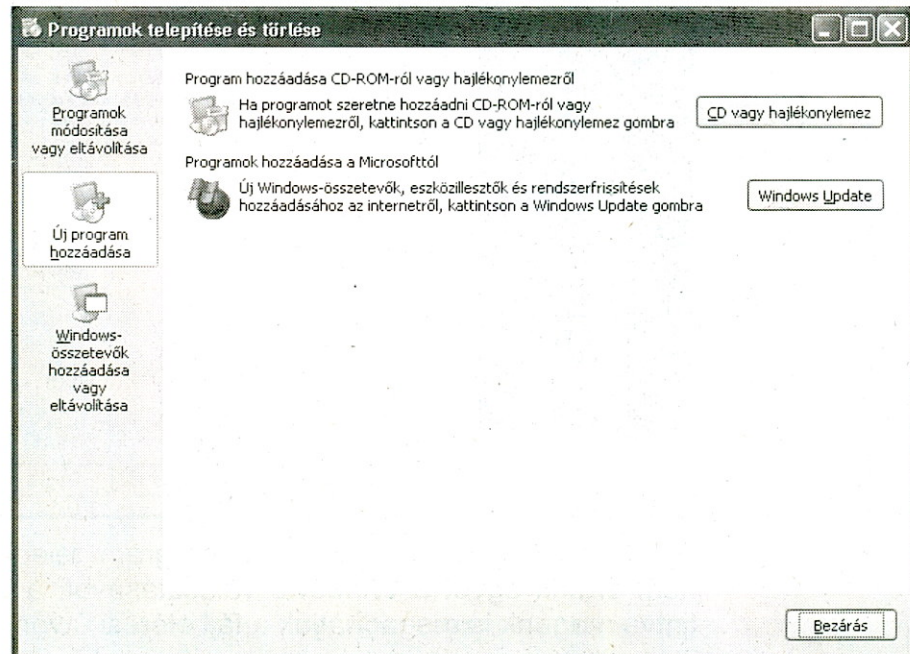 Programok telepítése és törlése
Programok
módosítása
vagy eltávolítása
Új program
hozzáadása
Windows-
összetevők
hozzáadása
vagy
eltávolítása
Program hozzáadása CD-ROM-ról vagy hajlékonylemezről
Ha programot szeretne hozzáadni CD-ROM-ról vagy
hajlékonylemezről, kattintson a CD vagy hajlékonylemez gombra
CD vagy hajlékonylemez
Programok hozzáadása a Microsofttól
Új Windows-összetevők, eszközillesztők és rendszerfrissítések
hozzáadásához az internetről, kattintson a Windows Update gombra
Windows Update
Bezárás